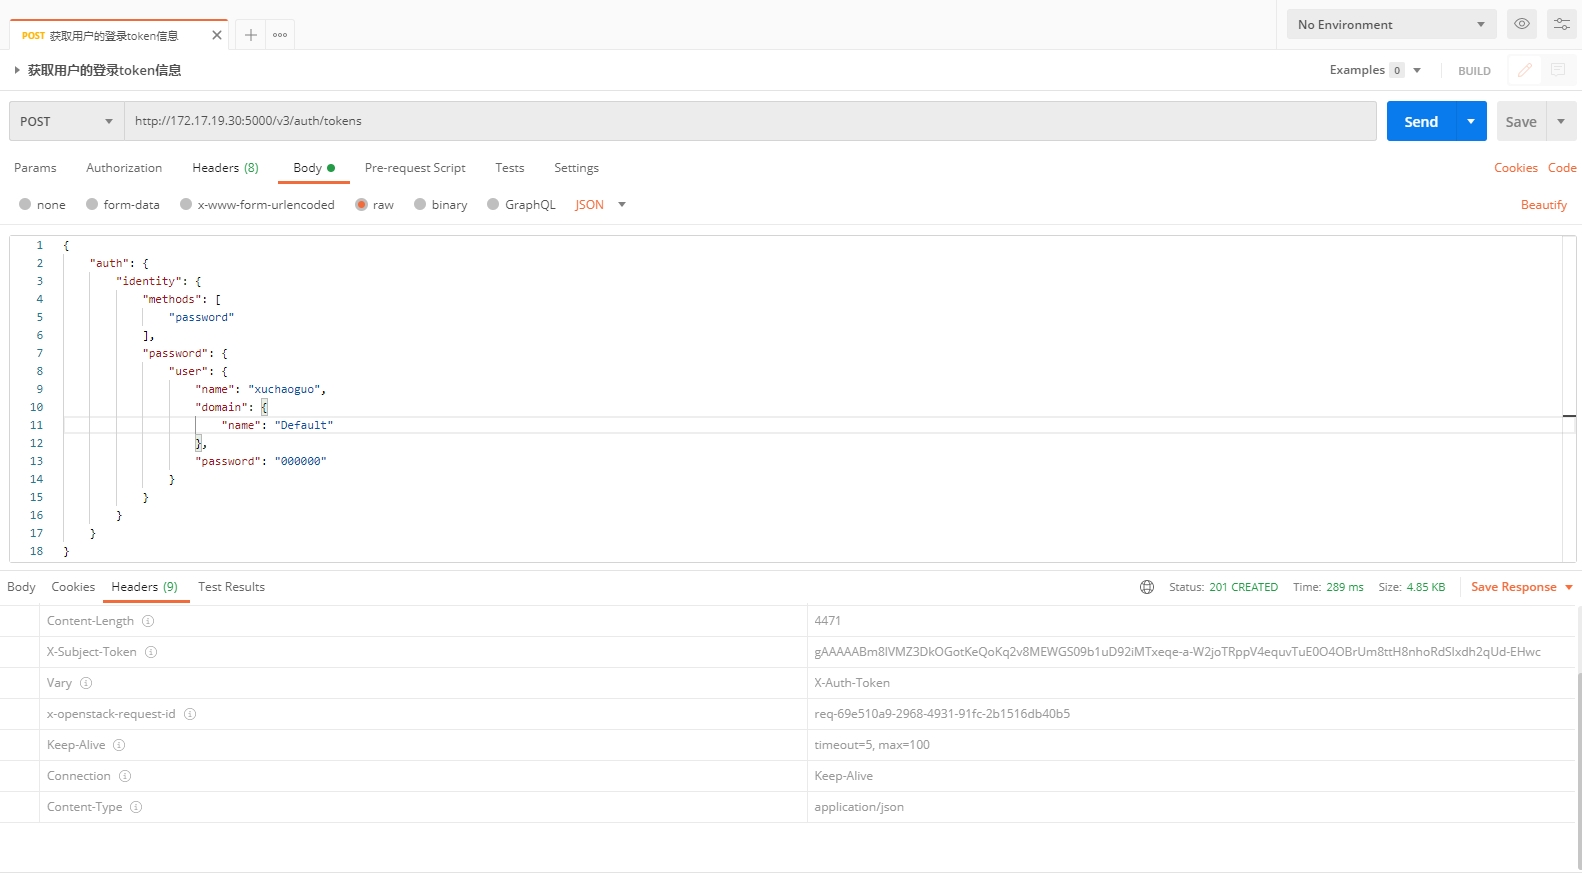 POST 获取用户的登录token信息
No Environment
获取用户的登录token信息
Examples 0
BUILD
POST
http://172.17.19.30:5000/v3/auth/tokens
Send
Save
Params Authorization Headers (8) Body Pre-request Script Tests Settings Cookies Code
none form-data x-www-form-urlencoded raw binary GraphQL JSON Beautify
1 {
2 "auth": {
3 "identity": {
4 "methods": [
5 "password"
6 ],
7 "password": {
8 "user": {
9 "name": "xuchaoguo",
10 "domain": {
11 "name": "Default"
12 },
13 "password": "000000"
14 }
15 }
16 }
17 }
18 }
Body Cookies Headers (9) Test Results Status: 201 CREATED Time: 289 ms Size: 4.85 KB Save Response
Content-Length 4471
X-Subject-Token gAAAAABm8lVMZ3DkOGotKeQoKq2v8MEWGS09b1uD92iMTxeqe-a-W2joTRppV4equvTuE0O4OBrUm8ttH8nhoRdSlxdh2qUd-EHwc
Vary X-Auth-Token
x-openstack-request-id req-69e510a9-2968-4931-91fc-2b1516db40b5
Keep-Alive timeout=5, max=100
Connection Keep-Alive
Content-Type application/json